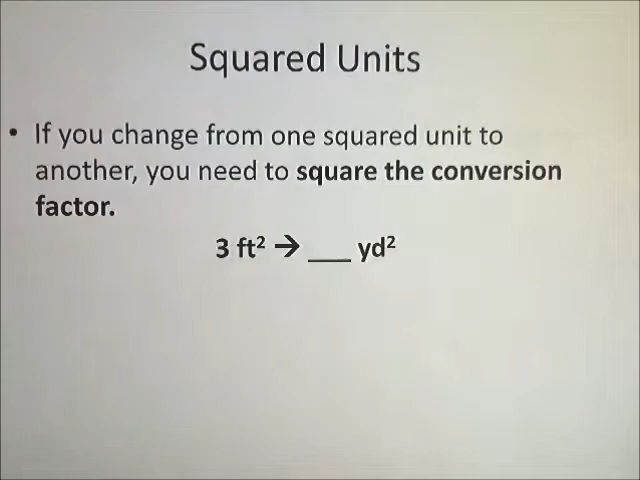 Squared Units
• If you change from one squared unit to
another, you need to square the conversion
factor.
3 ft² → ___ yd²